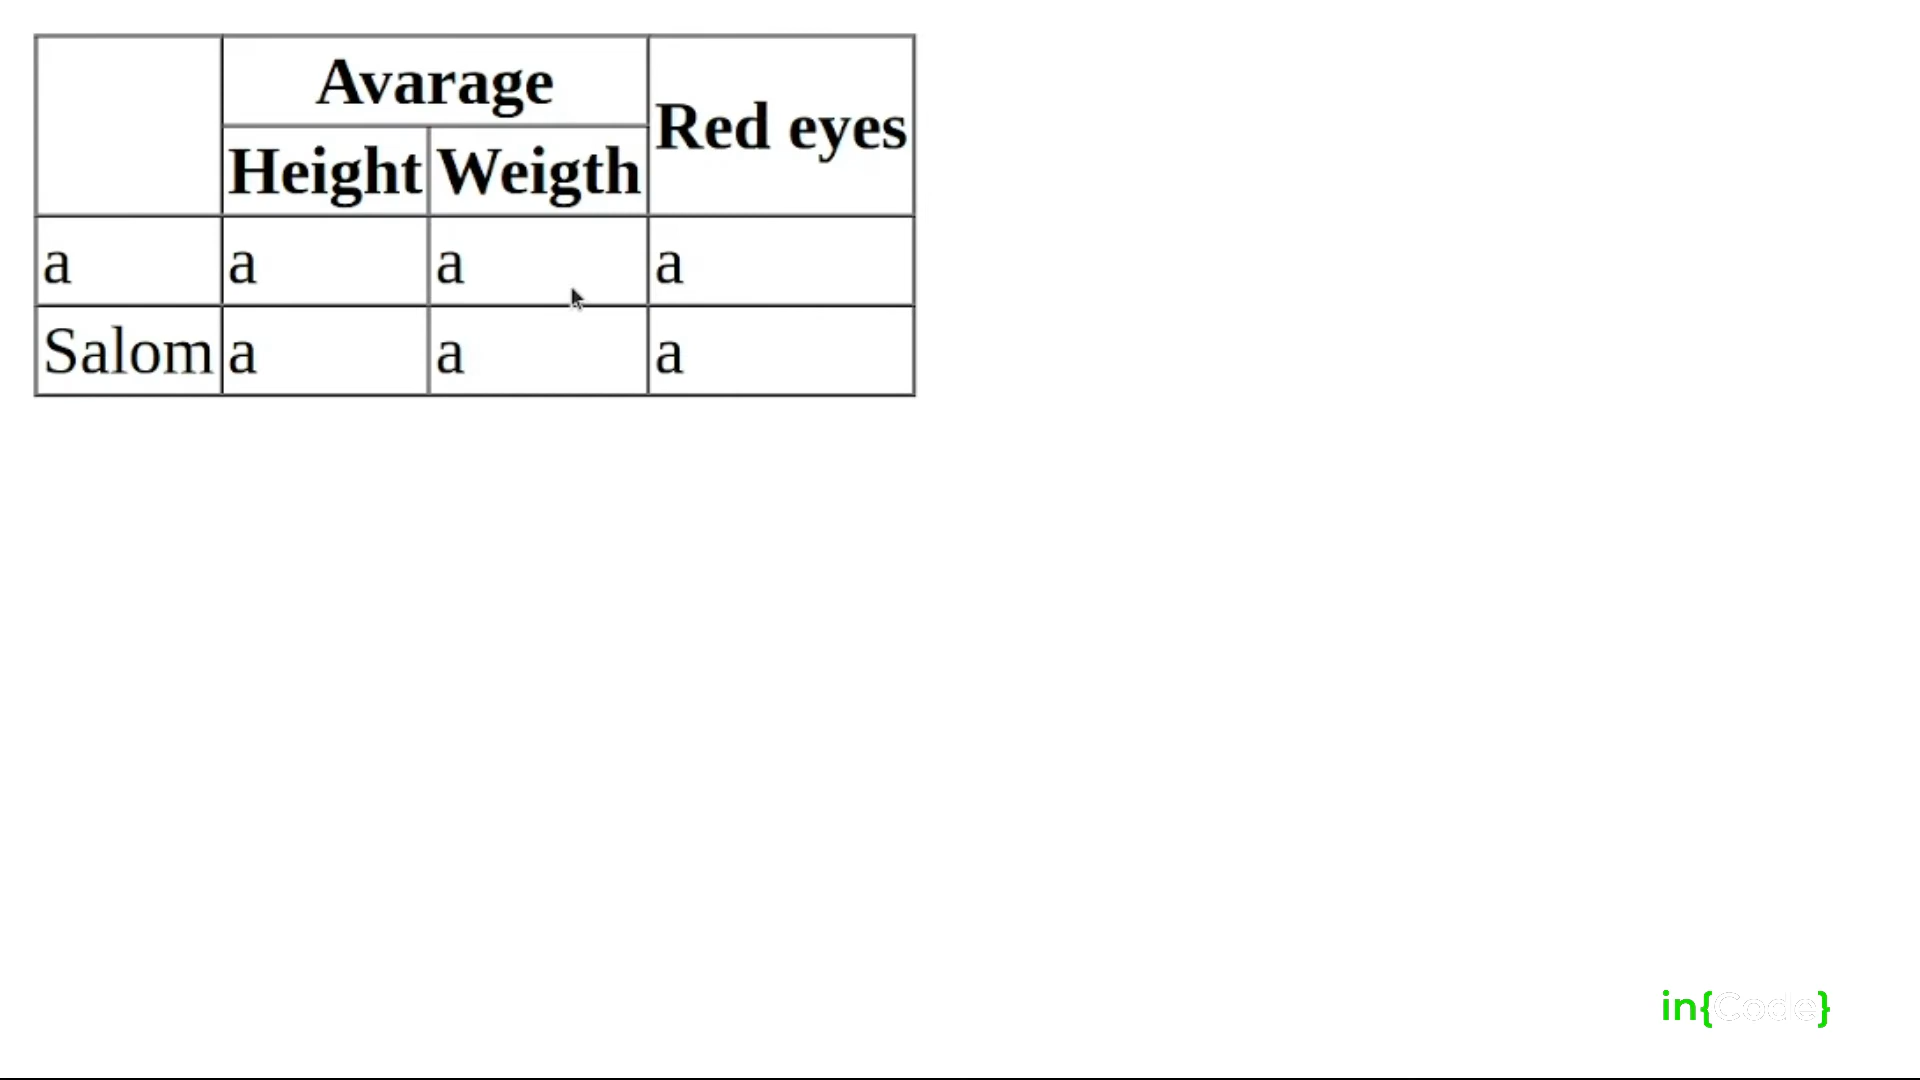 Avarage
Red eyes
Height Weigth
a a a a
Salom a a a
in{Code}